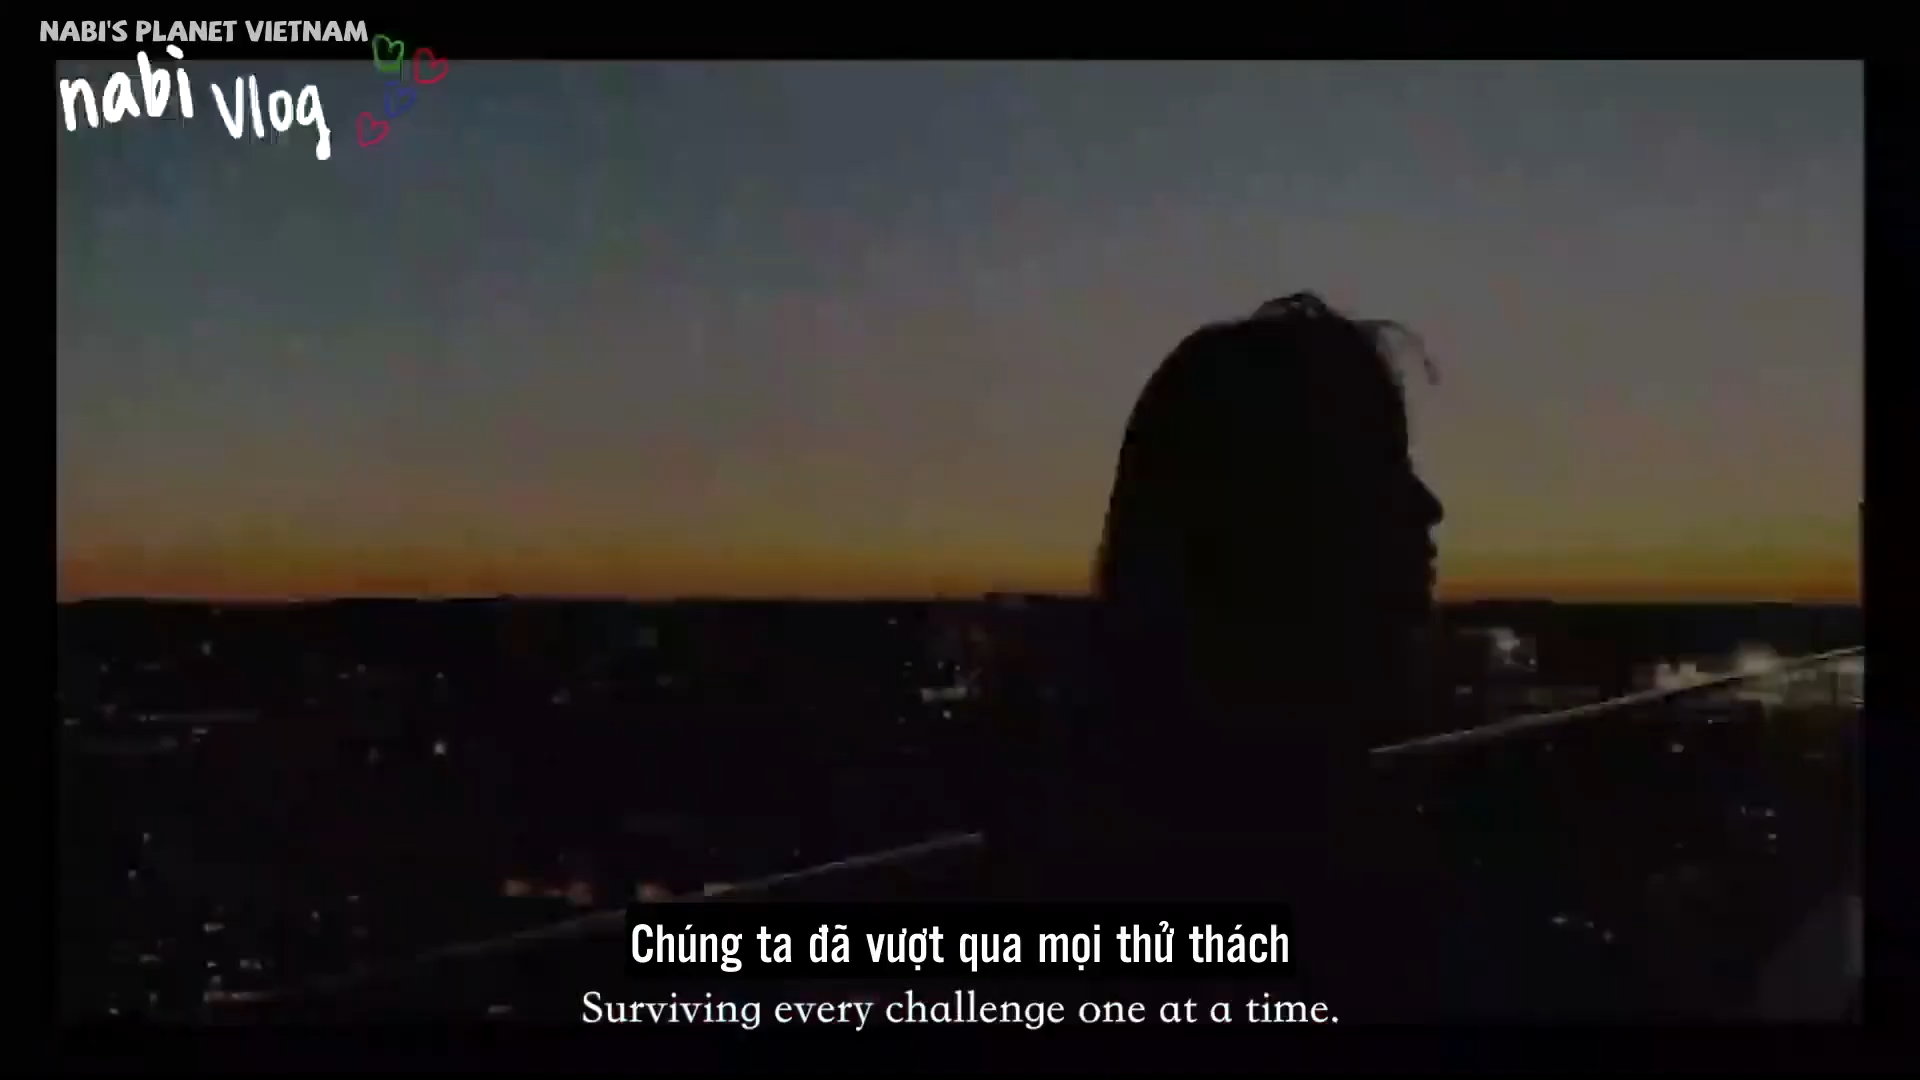 NABI'S PLANET VIETNAM
nabi vlog
Chúng ta đã vượt qua mọi thử thách
Surviving every challenge one at a time.